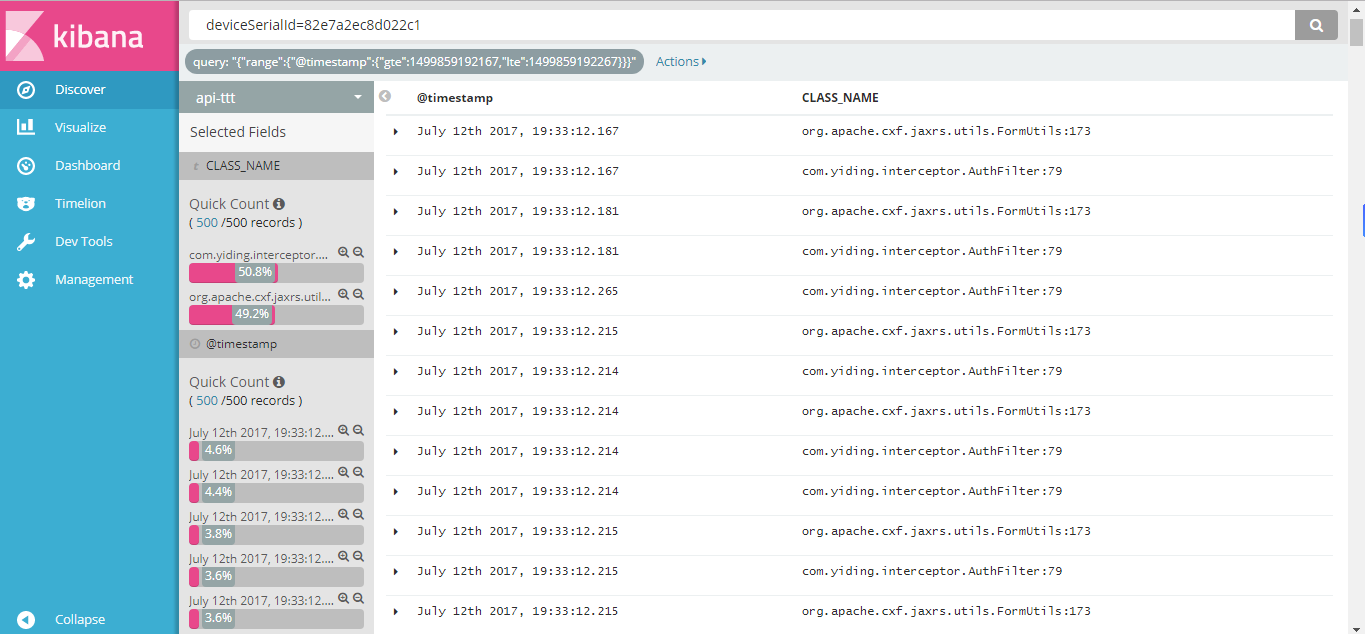 kibana
Discover
Visualize
Dashboard
Timelion
Dev Tools
Management
Collapse
deviceSerialId=82e7a2ec8d022c1
query: "{"range":{"@timestamp":{"gte":1499859192167,"lte":1499859192267}}}"
Actions
api-ttt
Selected Fields
t CLASS_NAME
Quick Count
( 500 /500 records )
com.yiding.interceptor....
50.8%
org.apache.cxf.jaxrs.util...
49.2%
@timestamp
Quick Count
( 500 /500 records )
July 12th 2017, 19:33:12....
4.6%
July 12th 2017, 19:33:12....
4.4%
July 12th 2017, 19:33:12....
3.8%
July 12th 2017, 19:33:12....
3.6%
July 12th 2017, 19:33:12....
3.6%
@timestamp CLASS_NAME
July 12th 2017, 19:33:12.167 org.apache.cxf.jaxrs.utils.FormUtils:173
July 12th 2017, 19:33:12.167 com.yiding.interceptor.AuthFilter:79
July 12th 2017, 19:33:12.181 org.apache.cxf.jaxrs.utils.FormUtils:173
July 12th 2017, 19:33:12.181 com.yiding.interceptor.AuthFilter:79
July 12th 2017, 19:33:12.265 com.yiding.interceptor.AuthFilter:79
July 12th 2017, 19:33:12.215 org.apache.cxf.jaxrs.utils.FormUtils:173
July 12th 2017, 19:33:12.214 com.yiding.interceptor.AuthFilter:79
July 12th 2017, 19:33:12.214 org.apache.cxf.jaxrs.utils.FormUtils:173
July 12th 2017, 19:33:12.214 com.yiding.interceptor.AuthFilter:79
July 12th 2017, 19:33:12.214 com.yiding.interceptor.AuthFilter:79
July 12th 2017, 19:33:12.215 org.apache.cxf.jaxrs.utils.FormUtils:173
July 12th 2017, 19:33:12.215 com.yiding.interceptor.AuthFilter:79
July 12th 2017, 19:33:12.215 org.apache.cxf.jaxrs.utils.FormUtils:173